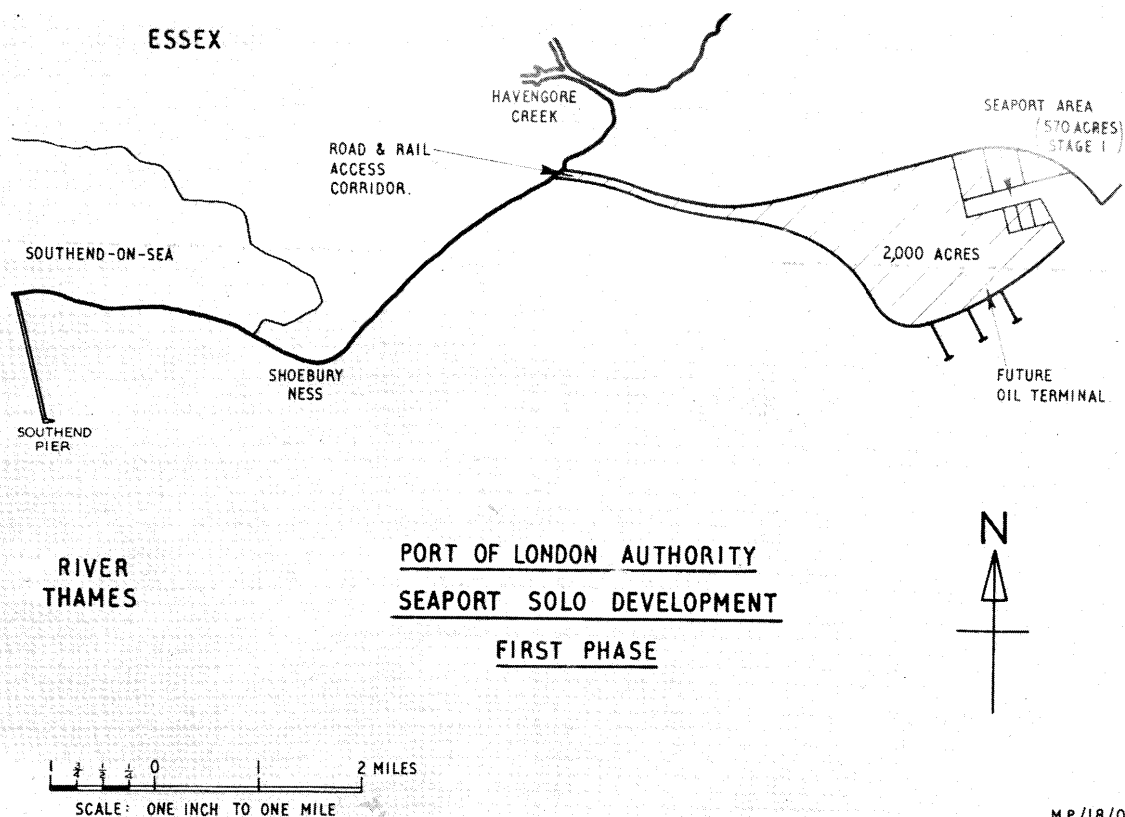 ESSEX
HAVENGORE
CREEK
SEAPORT AREA
(570 ACRES)
STAGE I
ROAD & RAIL
ACCESS
CORRIDOR.
SOUTHEND-ON-SEA
2,000 ACRES
SHOEBURY
NESS
FUTURE
OIL TERMINAL.
SOUTHEND
PIER
N
RIVER
THAMES
PORT OF LONDON AUTHORITY
SEAPORT SOLO DEVELOPMENT
FIRST PHASE
1 ¾ ½ ¼ 0 1 2 MILES
SCALE: ONE INCH TO ONE MILE
M.P./18/0